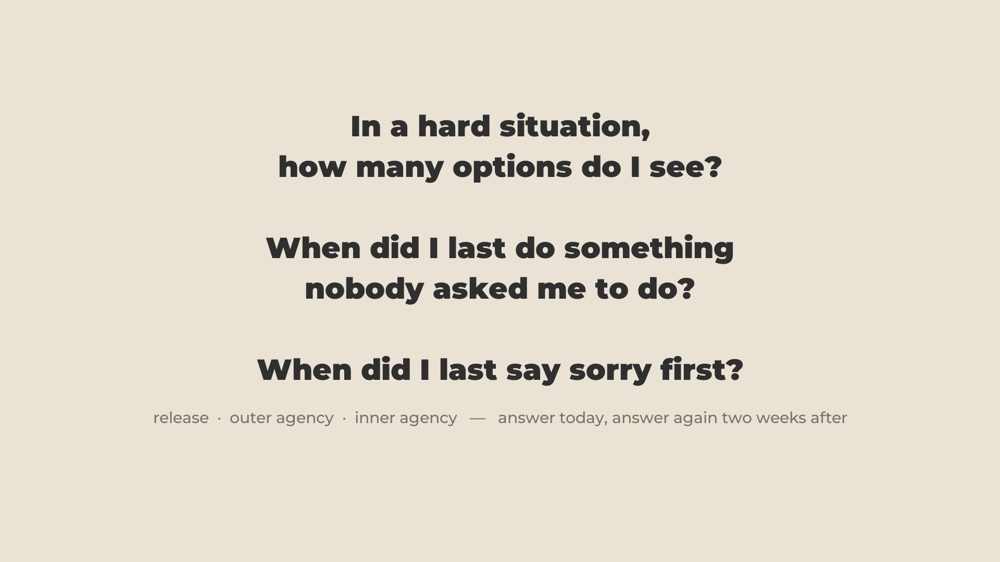 In a hard situation,
how many options do I see?
When did I last do something
nobody asked me to do?
When did I last say sorry first?
release · outer agency · inner agency — answer today, answer again two weeks after